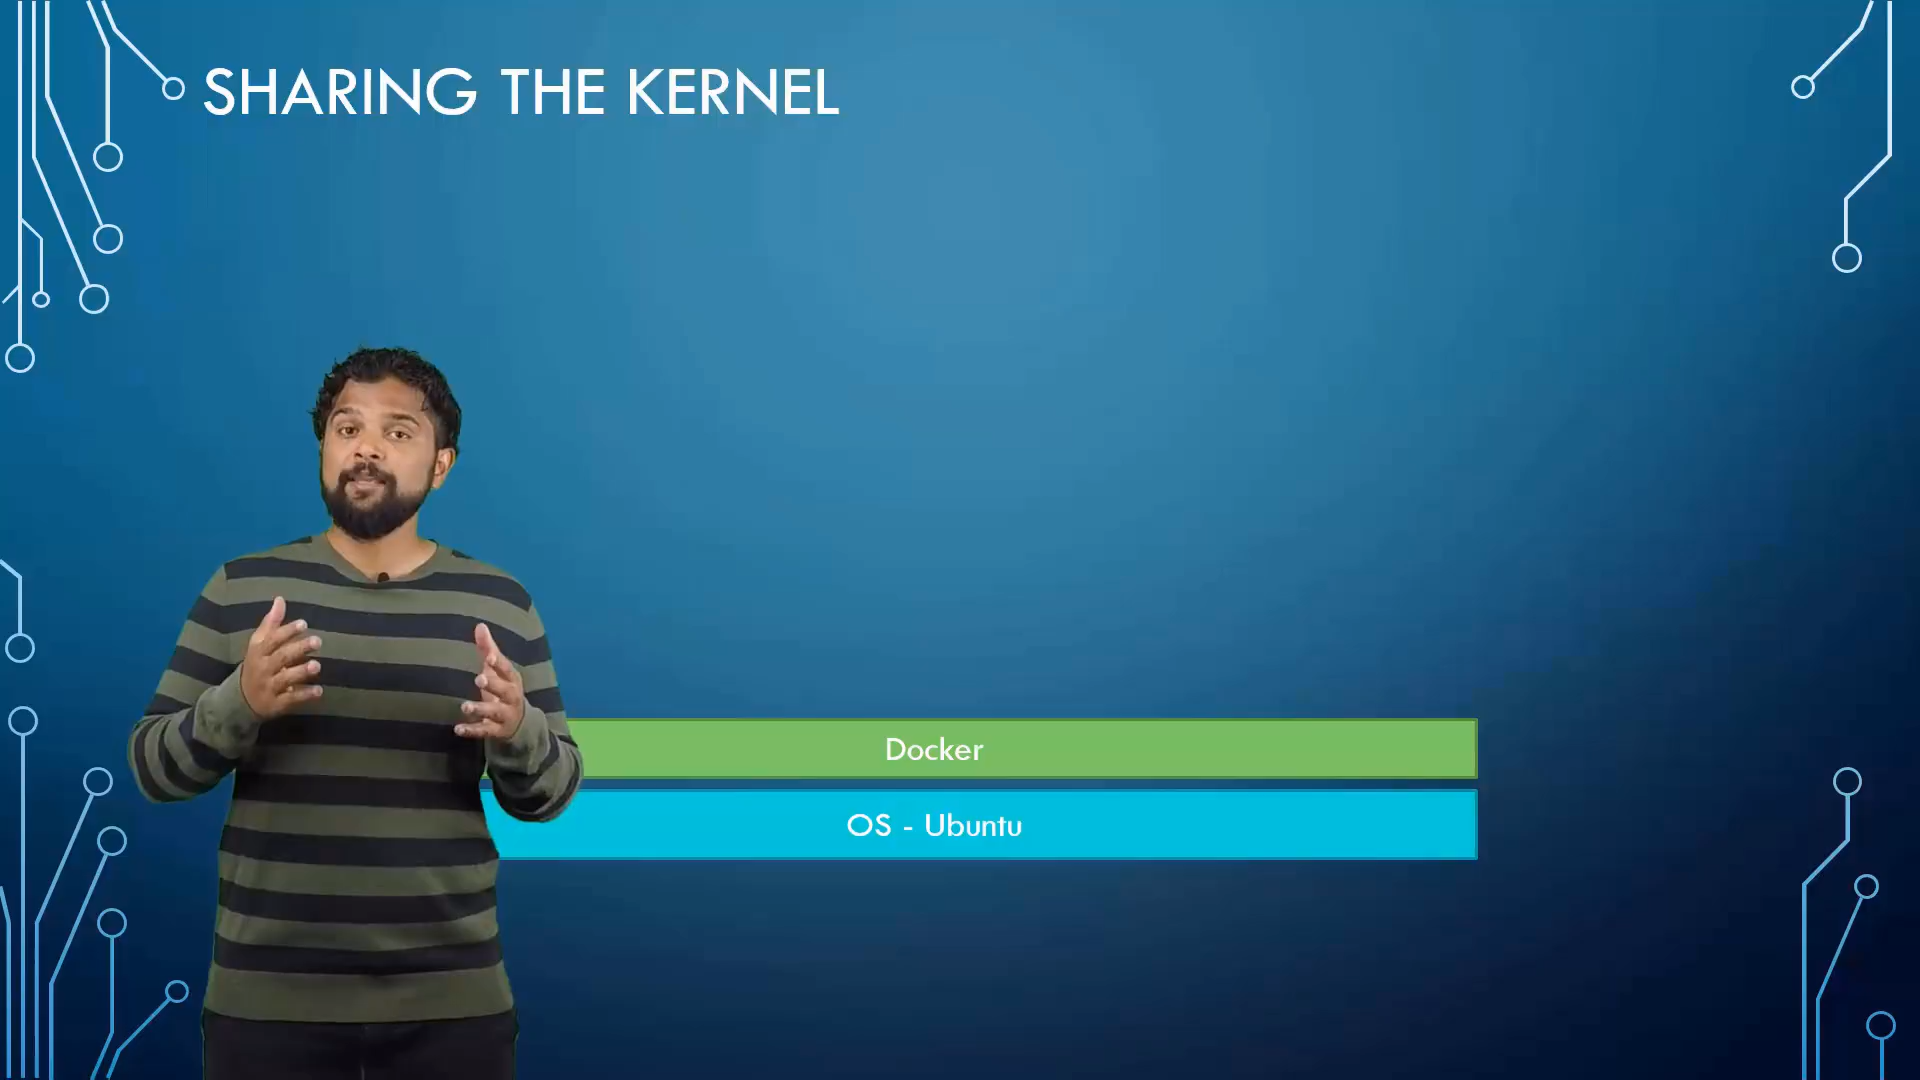 SHARING THE KERNEL
Docker
OS - Ubuntu